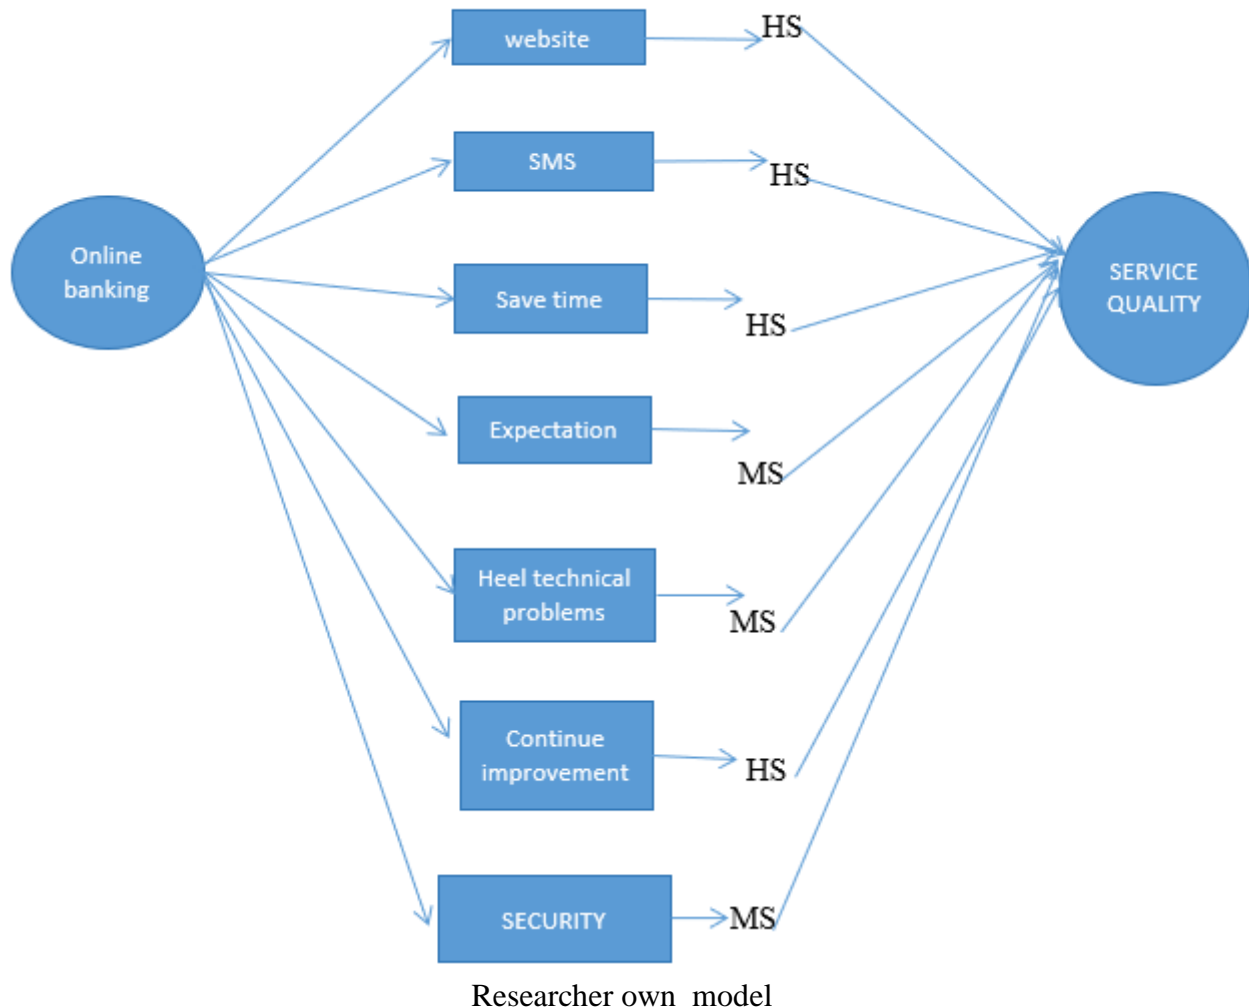 website
HS
SMS
HS
Online
banking
SERVICE
QUALITY
Save time
HS
Expectation
MS
Heel technical
problems
MS
Continue
improvement
HS
SECURITY
MS
Researcher own model